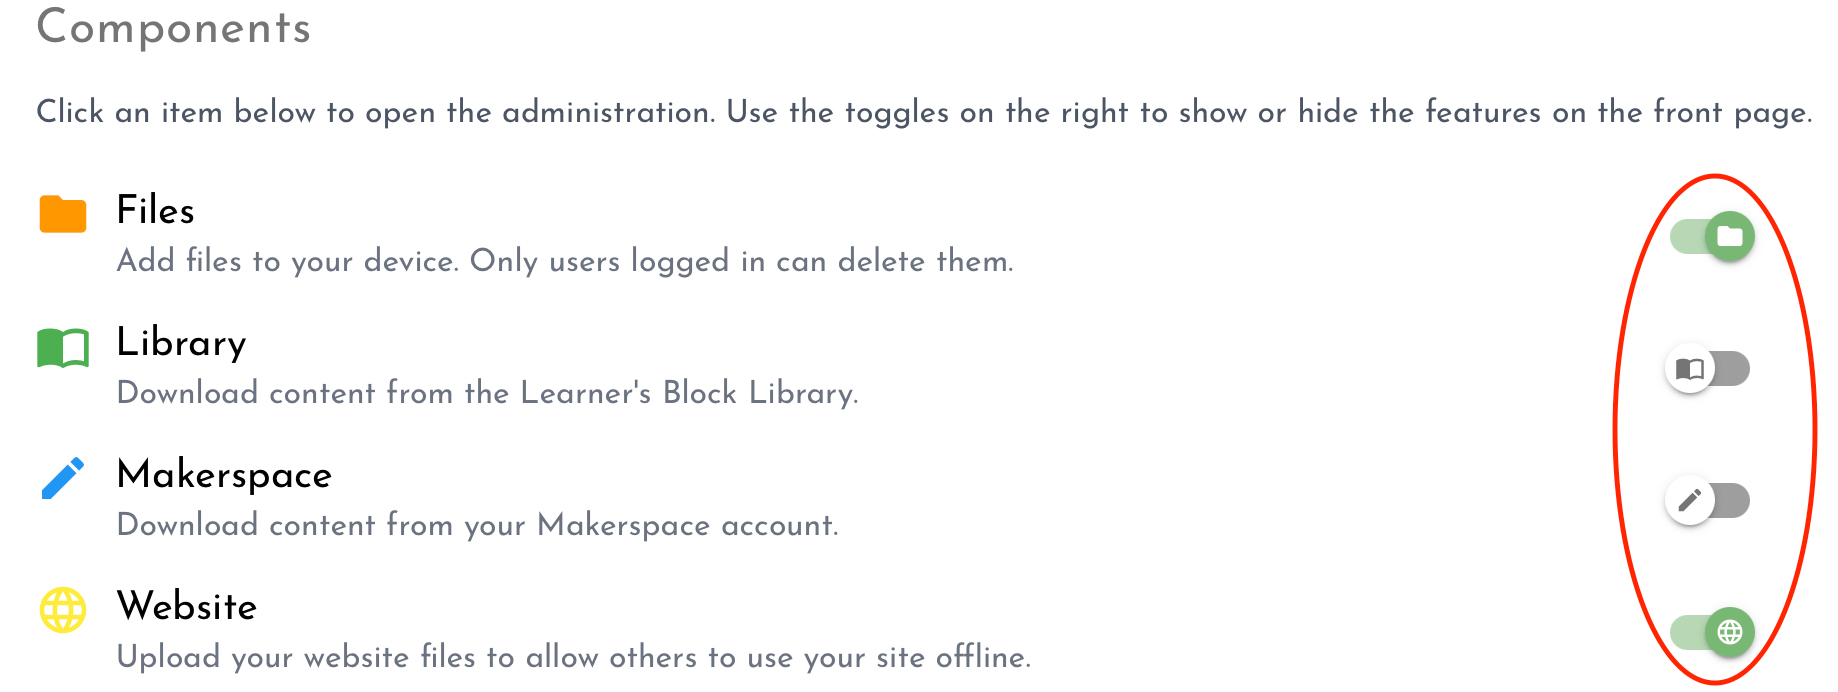 Components
Click an item below to open the administration. Use the toggles on the right to show or hide the features on the front page.
Files
Add files to your device. Only users logged in can delete them.
Library
Download content from the Learner's Block Library.
Makerspace
Download content from your Makerspace account.
Website
Upload your website files to allow others to use your site offline.